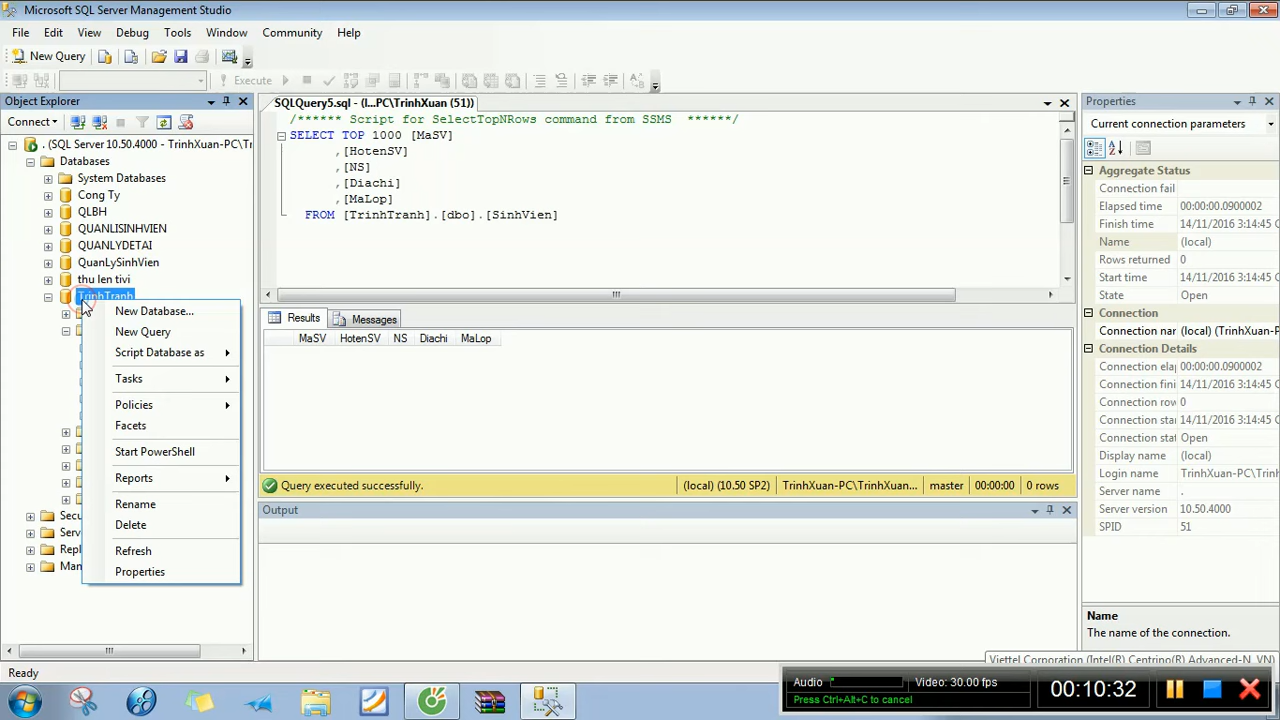 Microsoft SQL Server Management Studio
File Edit View Debug Tools Window Community Help
New Query
Execute
Object Explorer
Connect
. (SQL Server 10.50.4000 - TrinhXuan-PC\Tr
Databases
System Databases
Cong Ty
QLBH
QUANLISINHVIEN
QUANLYDETAI
QuanLySinhVien
thu len tivi
TrinhTranh
Secu
Serv
Repl
Man
New Database...
New Query
Script Database as
Tasks
Policies
Facets
Start PowerShell
Reports
Rename
Delete
Refresh
Properties
SQLQuery5.sql - (l...PC\TrinhXuan (51))
/****** Script for SelectTopNRows command from SSMS ******/
SELECT TOP 1000 [MaSV]
,[HotenSV]
,[NS]
,[Diachi]
,[MaLop]
FROM [TrinhTranh].[dbo].[SinhVien]
Results Messages
MaSV HotenSV NS Diachi MaLop
Query executed successfully. (local) (10.50 SP2) TrinhXuan-PC\TrinhXuan... master 00:00:00 0 rows
Output
Properties
Current connection parameters
Aggregate Status
Connection fail
Elapsed time 00:00:00.0900002
Finish time 14/11/2016 3:14:45 C
Name (local)
Rows returned 0
Start time 14/11/2016 3:14:45 C
State Open
Connection
Connection nar (local) (TrinhXuan-P
Connection Details
Connection elap 00:00:00.0900002
Connection fini 14/11/2016 3:14:45 C
Connection row 0
Connection star 14/11/2016 3:14:45 C
Connection stat Open
Display name (local)
Login name TrinhXuan-PC\Trinh
Server name .
Server version 10.50.4000
SPID 51
Name
The name of the connection.
Ready
Viettel Corporation (Intel(R) Centrino(R) Advanced-N, VN)
Audio Video: 30.00 fps
Press Ctrl+Alt+C to cancel
00:10:32